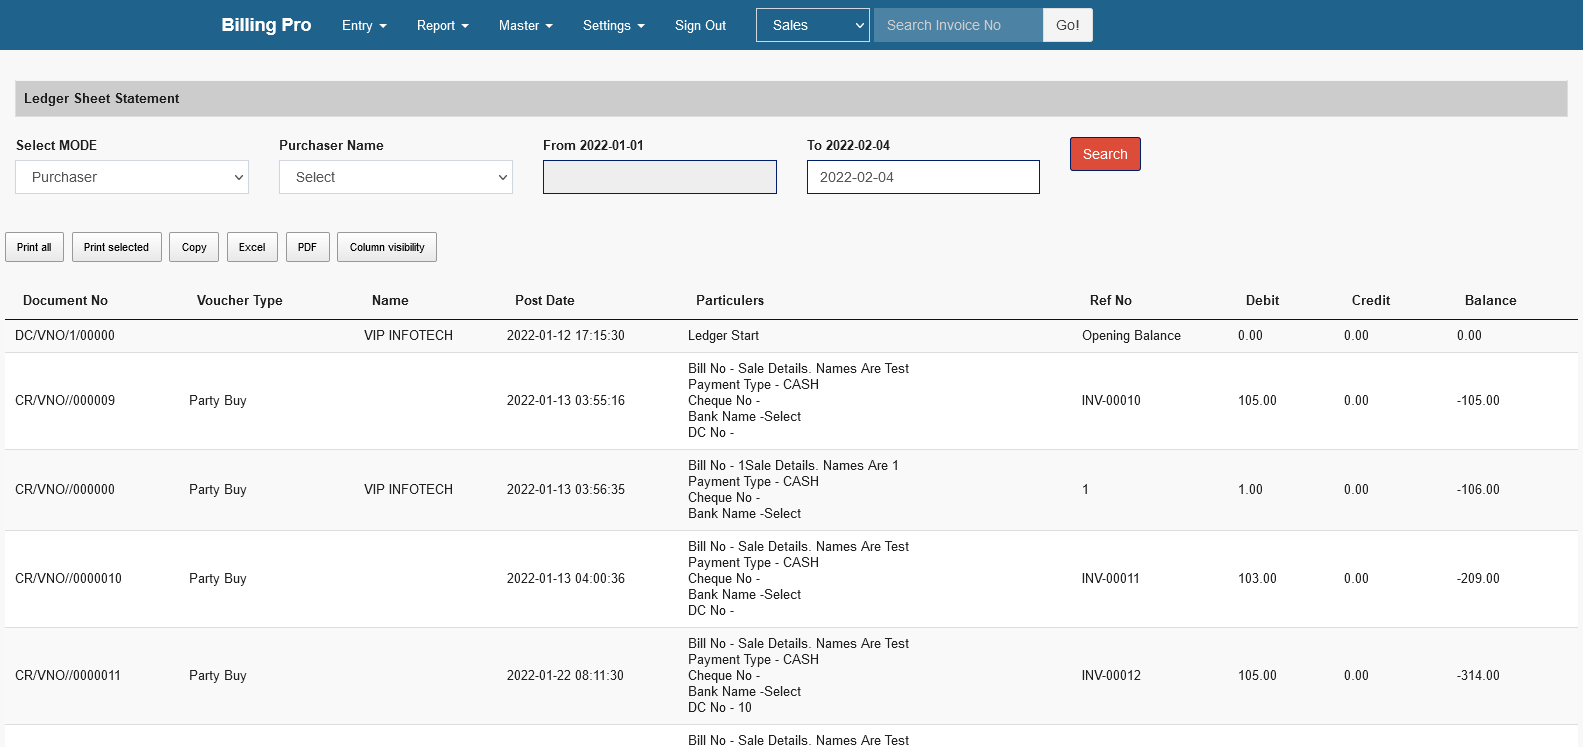 Billing Pro Entry Report Master Settings Sign Out Sales Search Invoice No Go!
Ledger Sheet Statement
Select MODE Purchaser Name From 2022-01-01 To 2022-02-04
Purchaser Select 2022-02-04 Search
Print all Print selected Copy Excel PDF Column visibility
Document No Voucher Type Name Post Date Particulers Ref No Debit Credit Balance
DC/VNO/1/00000 VIP INFOTECH 2022-01-12 17:15:30 Ledger Start Opening Balance 0.00 0.00 0.00
Bill No - Sale Details. Names Are Test
Payment Type - CASH
CR/VNO//000009 Party Buy 2022-01-13 03:55:16 Cheque No - INV-00010 105.00 0.00 -105.00
Bank Name -Select
DC No -
Bill No - 1Sale Details. Names Are 1
Payment Type - CASH
CR/VNO//000000 Party Buy VIP INFOTECH 2022-01-13 03:56:35 Cheque No - 1 1.00 0.00 -106.00
Bank Name -Select
Bill No - Sale Details. Names Are Test
Payment Type - CASH
CR/VNO//0000010 Party Buy 2022-01-13 04:00:36 Cheque No - INV-00011 103.00 0.00 -209.00
Bank Name -Select
DC No -
Bill No - Sale Details. Names Are Test
Payment Type - CASH
CR/VNO//0000011 Party Buy 2022-01-22 08:11:30 Cheque No - INV-00012 105.00 0.00 -314.00
Bank Name -Select
DC No - 10
Bill No - Sale Details. Names Are Test